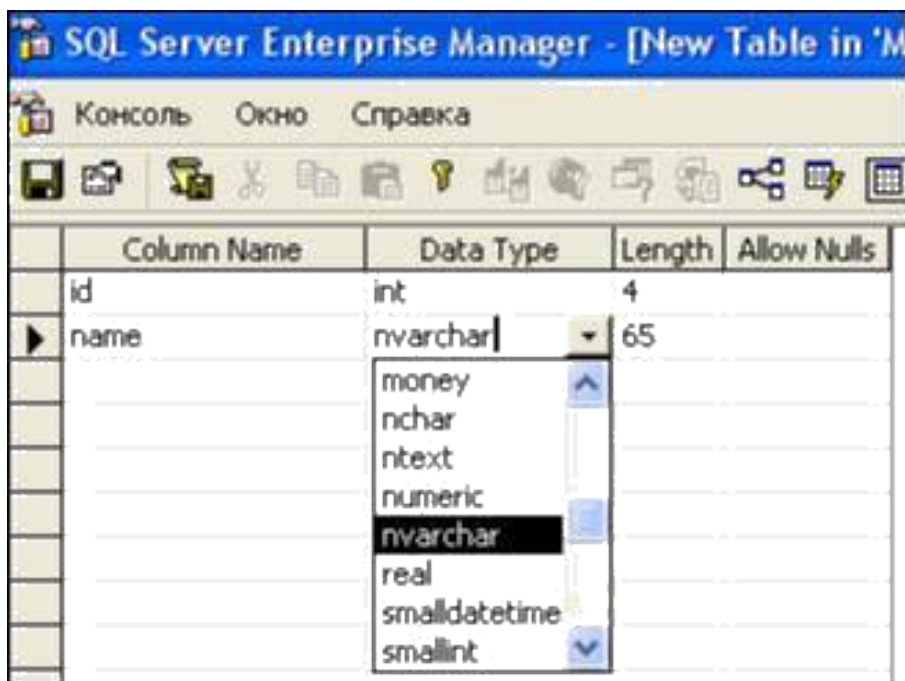 SQL Server Enterprise Manager - [New Table in 'M
Консоль Окно Справка
Column Name Data Type Length Allow Nulls
id int 4
name nvarchar 65
money
nchar
ntext
numeric
nvarchar
real
smalldatetime
smallint